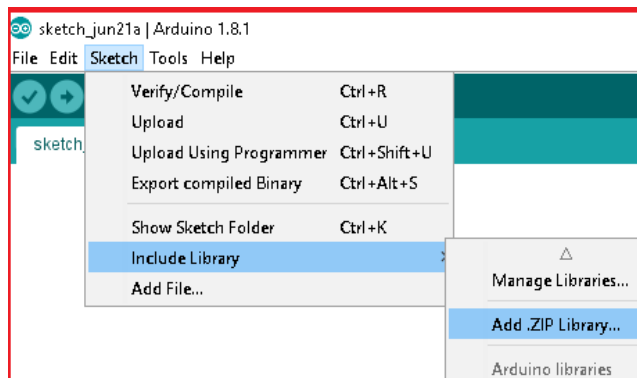 sketch_jun21a | Arduino 1.8.1
File Edit Sketch Tools Help
sketch_
Verify/Compile Ctrl+R
Upload Ctrl+U
Upload Using Programmer Ctrl+Shift+U
Export compiled Binary Ctrl+Alt+S
Show Sketch Folder Ctrl+K
Include Library
Add File...
Manage Libraries...
Add .ZIP Library...
Arduino libraries